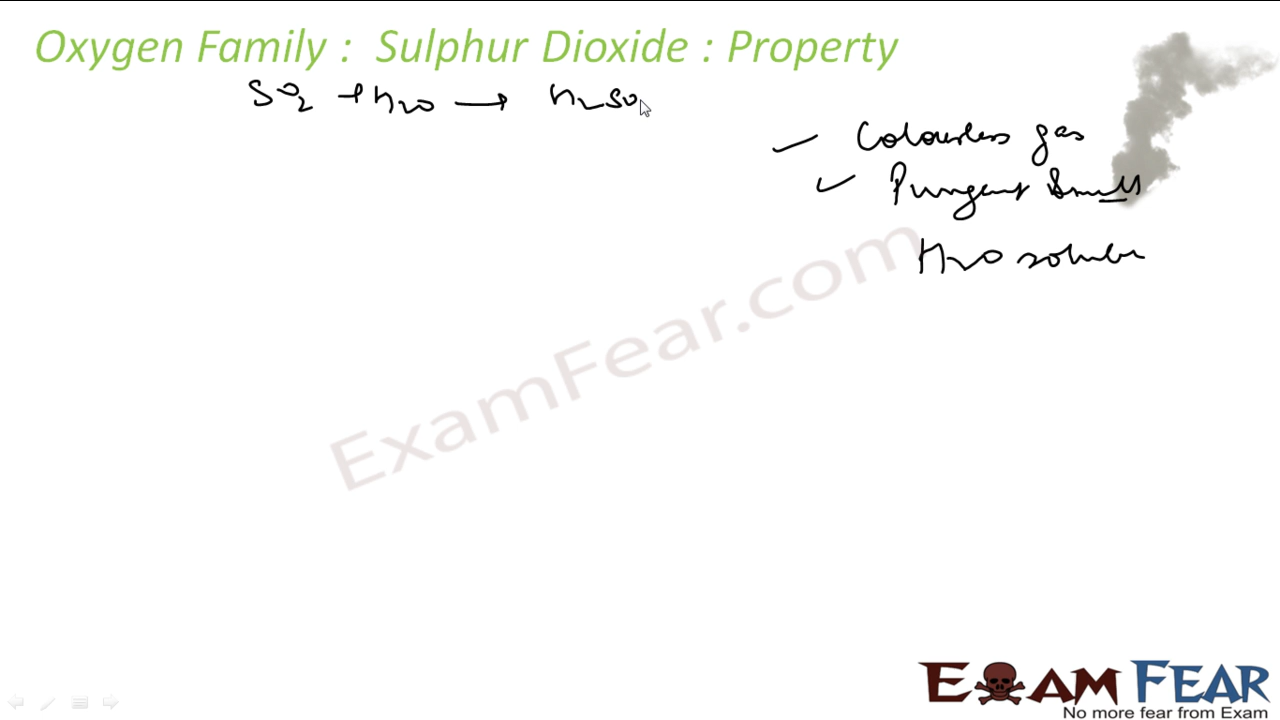 Oxygen Family : Sulphur Dioxide : Property
SO2 + H2O → H2SO
Colourless gas
Pungent Smell
H2O soluble
ExamFear.com
EXAM FEAR
No more fear from Exam